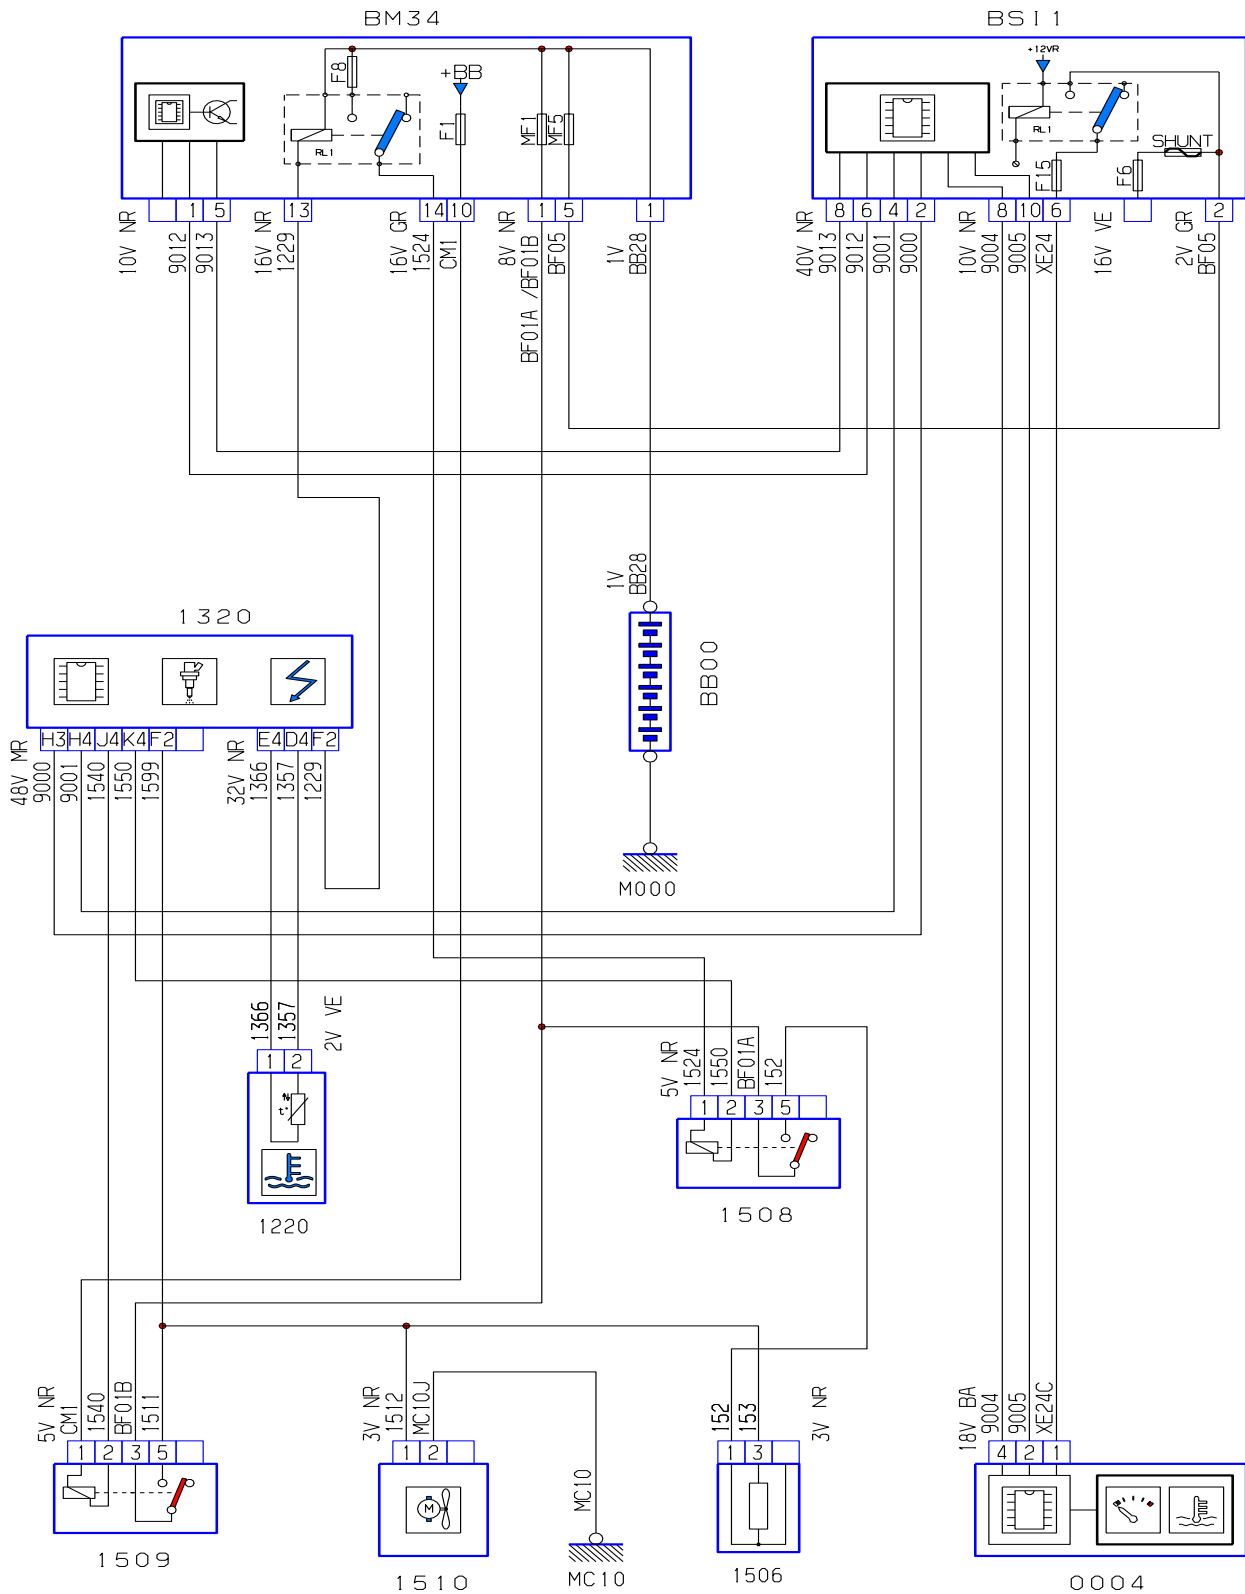 BM34
BSI1
+12VR
F8
+BB
F1
MF1
MF5
RL1
RL1
SHUNT
F15
F6
1
5
13
14
10
1
5
1
8
6
4
2
8
10
6
2
10V NR
9012
9013
16V NR
1229
16V GR
1524
CM1
8V NR
BF01A /BF01B
BF05
1V
BB28
40V NR
9013
9012
9001
9000
10V NR
9004
9005
XE24
16V VE
2V GR
BF05
1V
BB28
BB00
M000
1320
H3
H4
J4
K4
F2
E4
D4
F2
48V MR
9000
9001
1540
1550
1599
32V NR
1366
1357
1229
1366
1357
2V VE
1
2
t°
1220
5V NR
1524
1550
BF01A
152
1
2
3
5
1508
5V NR
CM1
1540
BF01B
1511
1
2
3
5
1509
3V NR
1512
MC10J
1
2
M
1510
MC10
MC10
152
153
3V NR
1
3
1506
18V BA
9004
9005
XE24C
4
2
1
0004